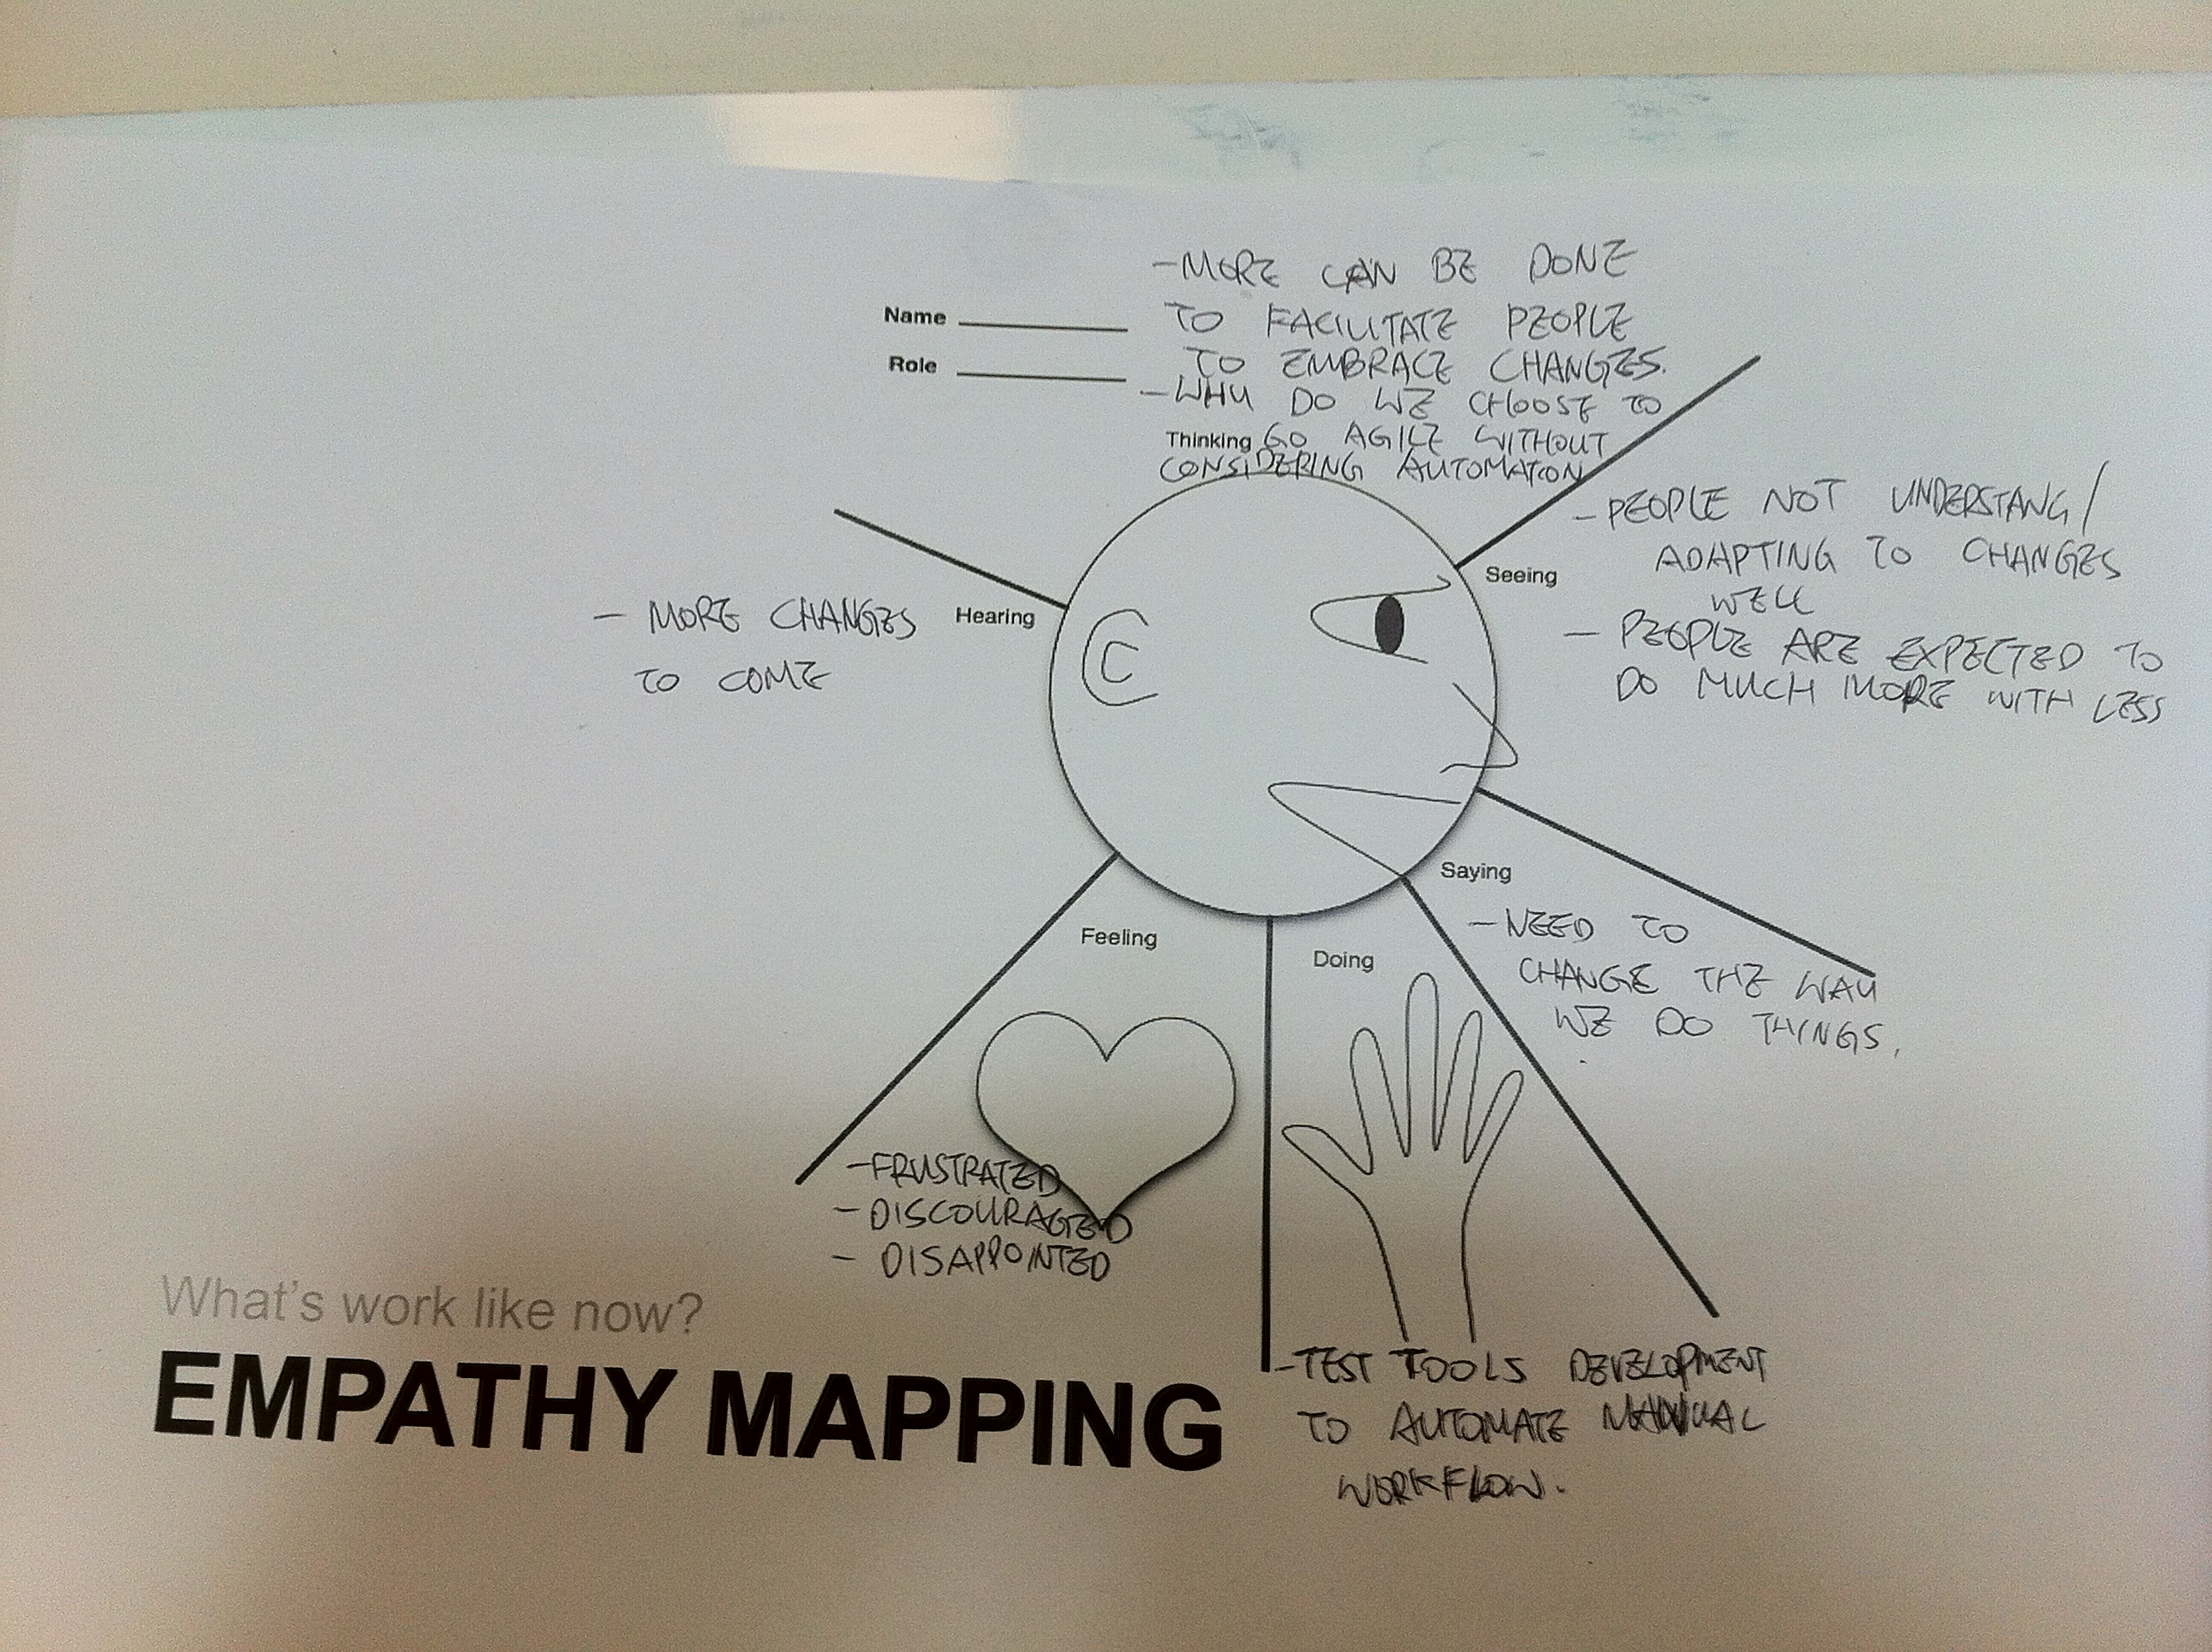 - MORE CAN BE DONE
TO FACILITATE PEOPLE
TO EMBRACE CHANGES.
- WHY DO WE CHOOSE TO
GO AGILE WITHOUT
CONSIDERING AUTOMATON
Name
Role
Thinking
Seeing
- PEOPLE NOT UNDERSTANG/
ADAPTING TO CHANGES
WELL
- PEOPLE ARE EXPECTED TO
DO MUCH MORE WITH LESS
Hearing
- MORE CHANGES
TO COME
Saying
- NEED TO
CHANGE THE WAY
WE DO THINGS.
Feeling
- FRUSTRATED
- DISCOURAGED
- DISAPPOINTED
Doing
- TEST TOOLS DEVELOPMENT
TO AUTOMATE MANUAL
WORKFLOW.
What's work like now?
EMPATHY MAPPING